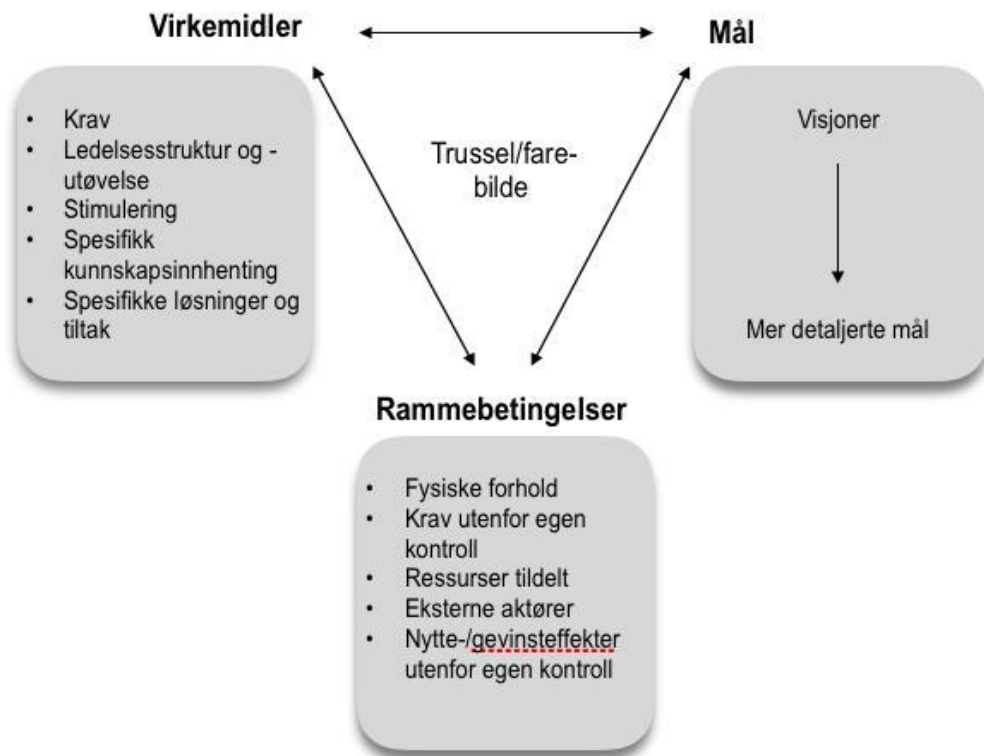 Virkemidler
Mål
• Krav
• Ledelsesstruktur og -
utøvelse
• Stimulering
• Spesifikk
kunnskapsinnhenting
• Spesifikke løsninger og
tiltak
Trussel/fare-
bilde
Visjoner
Mer detaljerte mål
Rammebetingelser
• Fysiske forhold
• Krav utenfor egen
kontroll
• Ressurser tildelt
• Eksterne aktører
• Nytte-/gevinsteffekter
utenfor egen kontroll